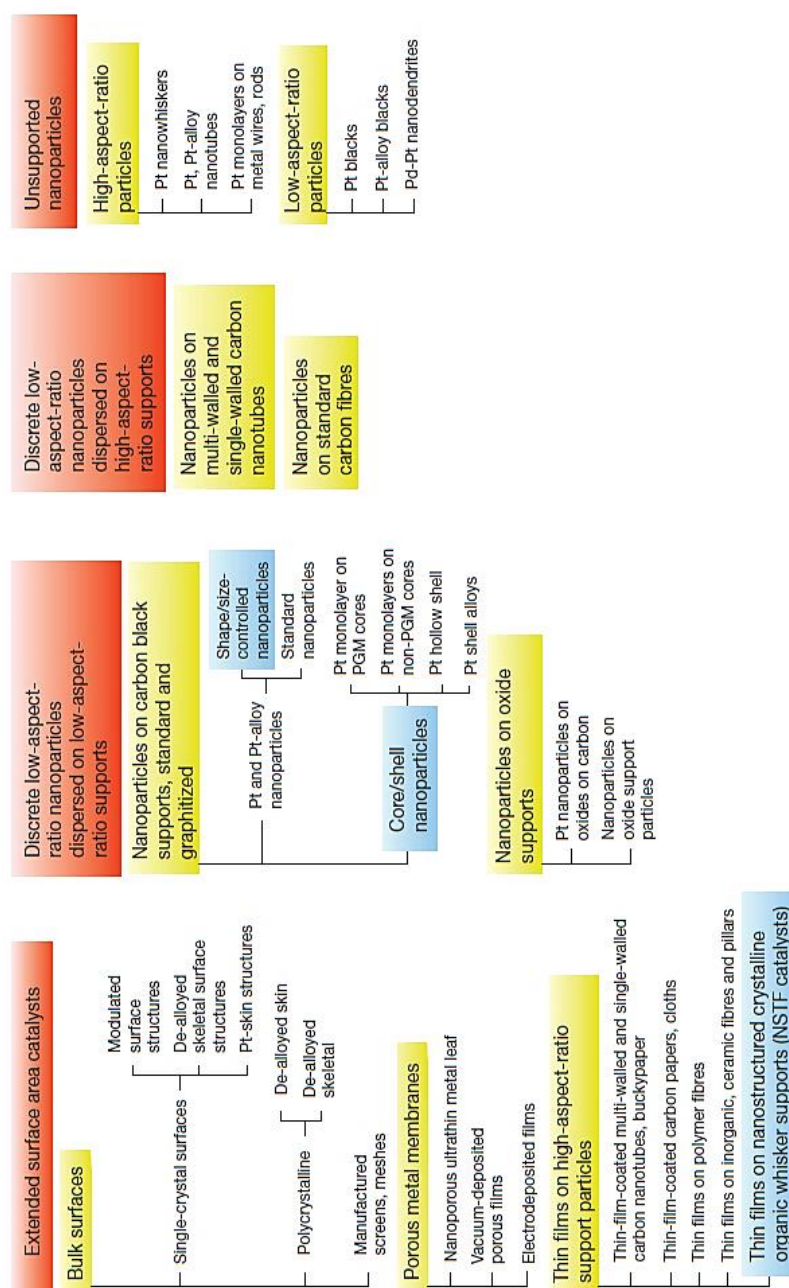 Extended surface area catalysts
Bulk surfaces
Single-crystal surfaces
Modulated
surface
structures
De-alloyed
skeletal surface
structures
Pt-skin structures
Polycrystalline
De-alloyed skin
De-alloyed
skeletal
Manufactured
screens, meshes
Porous metal membranes
Nanoporous ultrathin metal leaf
Vacuum-deposited
porous films
Electrodeposited films
Thin films on high-aspect-ratio
support particles
Thin-film-coated multi-walled and single-walled
carbon nanotubes, buckypaper
Thin-film-coated carbon papers, cloths
Thin films on polymer fibres
Thin films on inorganic, ceramic fibres and pillars
Thin films on nanostructured crystalline
organic whisker supports (NSTF catalysts)
Discrete low-aspect-
ratio nanoparticles
dispersed on low-aspect-
ratio supports
Nanoparticles on carbon black
supports, standard and
graphitized
Pt and Pt-alloy
nanoparticles
Shape/size-
controlled
nanoparticles
Standard
nanoparticles
Core/shell
nanoparticles
Pt monolayer on
PGM cores
Pt monolayers on
non-PGM cores
Pt hollow shell
Pt shell alloys
Nanoparticles on oxide
supports
Pt nanoparticles on
oxides on carbon
Nanoparticles on
oxide support
particles
Discrete low-
aspect-ratio
nanoparticles
dispersed on
high-aspect-
ratio supports
Nanoparticles on
multi-walled and
single-walled carbon
nanotubes
Nanoparticles
on standard
carbon fibres
Unsupported
nanoparticles
High-aspect-ratio
particles
Pt nanowhiskers
Pt, Pt-alloy
nanotubes
Pt monolayers on
metal wires, rods
Low-aspect-ratio
particles
Pt blacks
Pt-alloy blacks
Pd-Pt nanodendrites